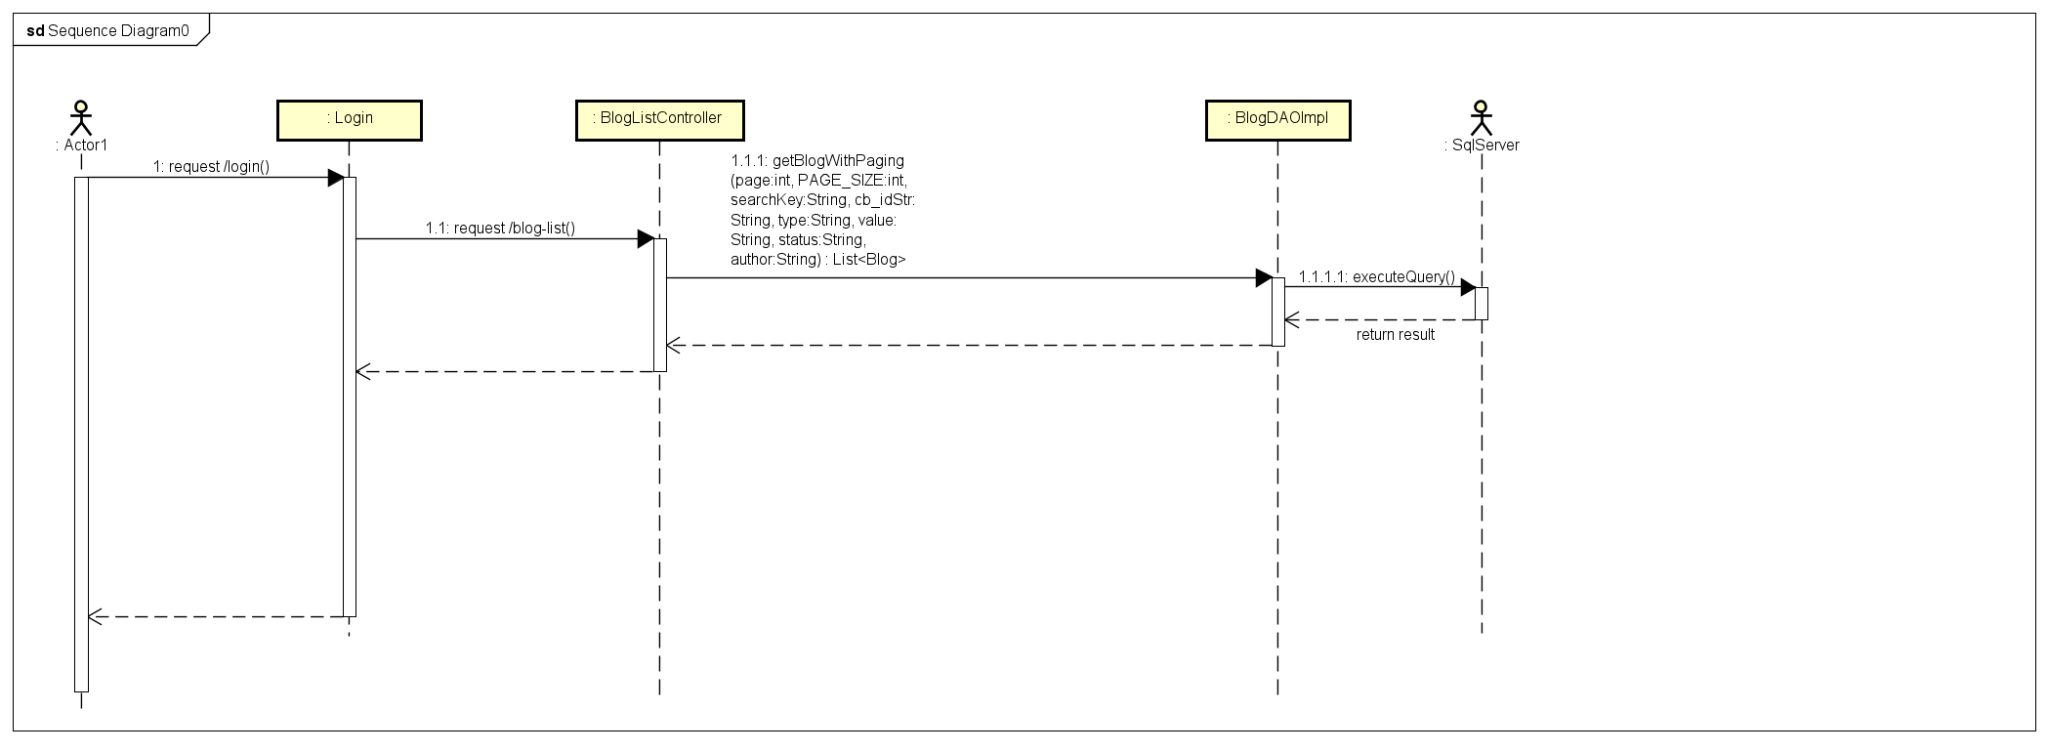 sd Sequence Diagram0
: Actor1
: Login
: BlogListController
: BlogDAOImpl
: SqlServer
1: request /login()
1.1: request /blog-list()
1.1.1: getBlogWithPaging
(page:int, PAGE_SIZE:int,
searchKey:String, cb_idStr:
String, type:String, value:
String, status:String,
author:String) : List<Blog>
1.1.1.1: executeQuery()
return result